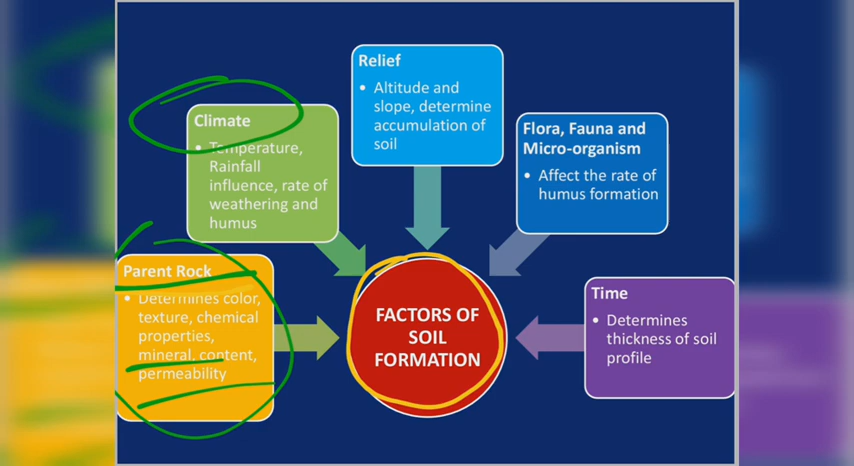 Relief
• Altitude and
slope, determine
accumulation of
soil
Climate
• Temperature,
Rainfall
influence, rate of
weathering and
humus
Flora, Fauna and
Micro-organism
• Affect the rate of
humus formation
Parent Rock
• Determines color,
texture, chemical
properties,
mineral, content,
permeability
FACTORS OF
SOIL
FORMATION
Time
• Determines
thickness of soil
profile